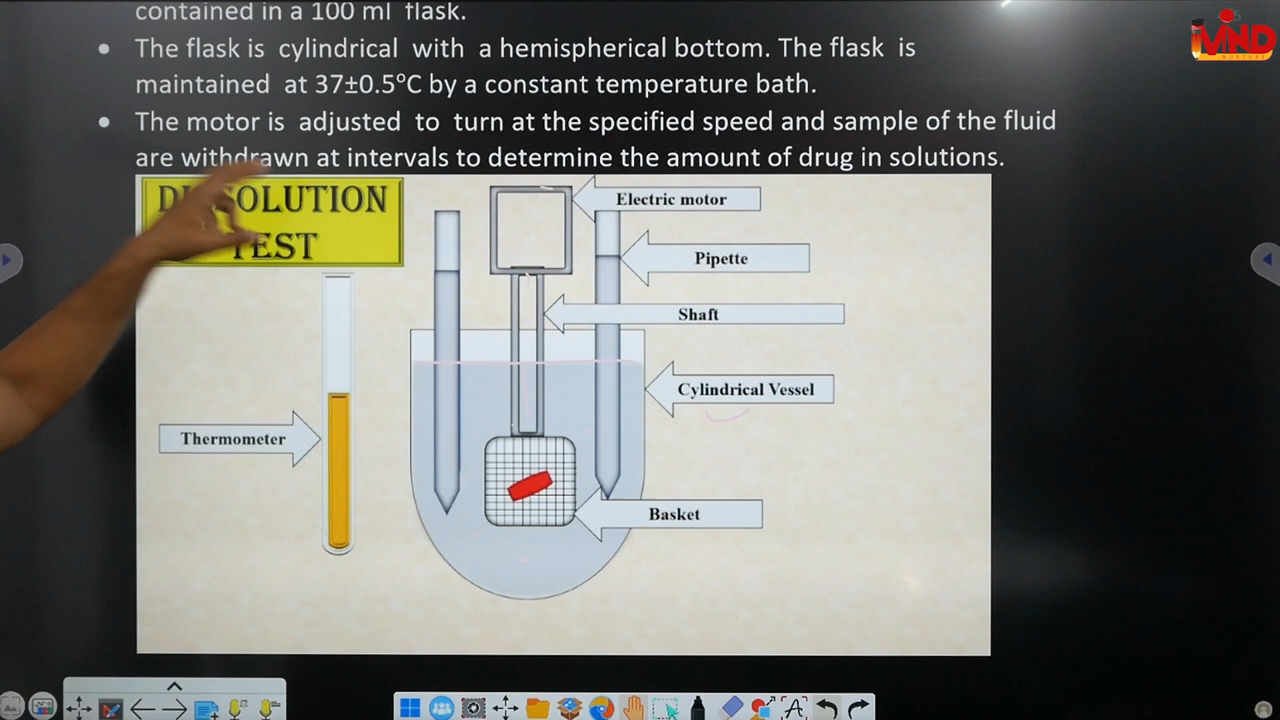 contained in a 100 ml flask.
• The flask is cylindrical with a hemispherical bottom. The flask is
maintained at 37±0.5°C by a constant temperature bath.
• The motor is adjusted to turn at the specified speed and sample of the fluid
are withdrawn at intervals to determine the amount of drug in solutions.
MND
NURTURE
TEST
Electric motor
Pipette
Shaft
Cylindrical Vessel
Thermometer
Basket